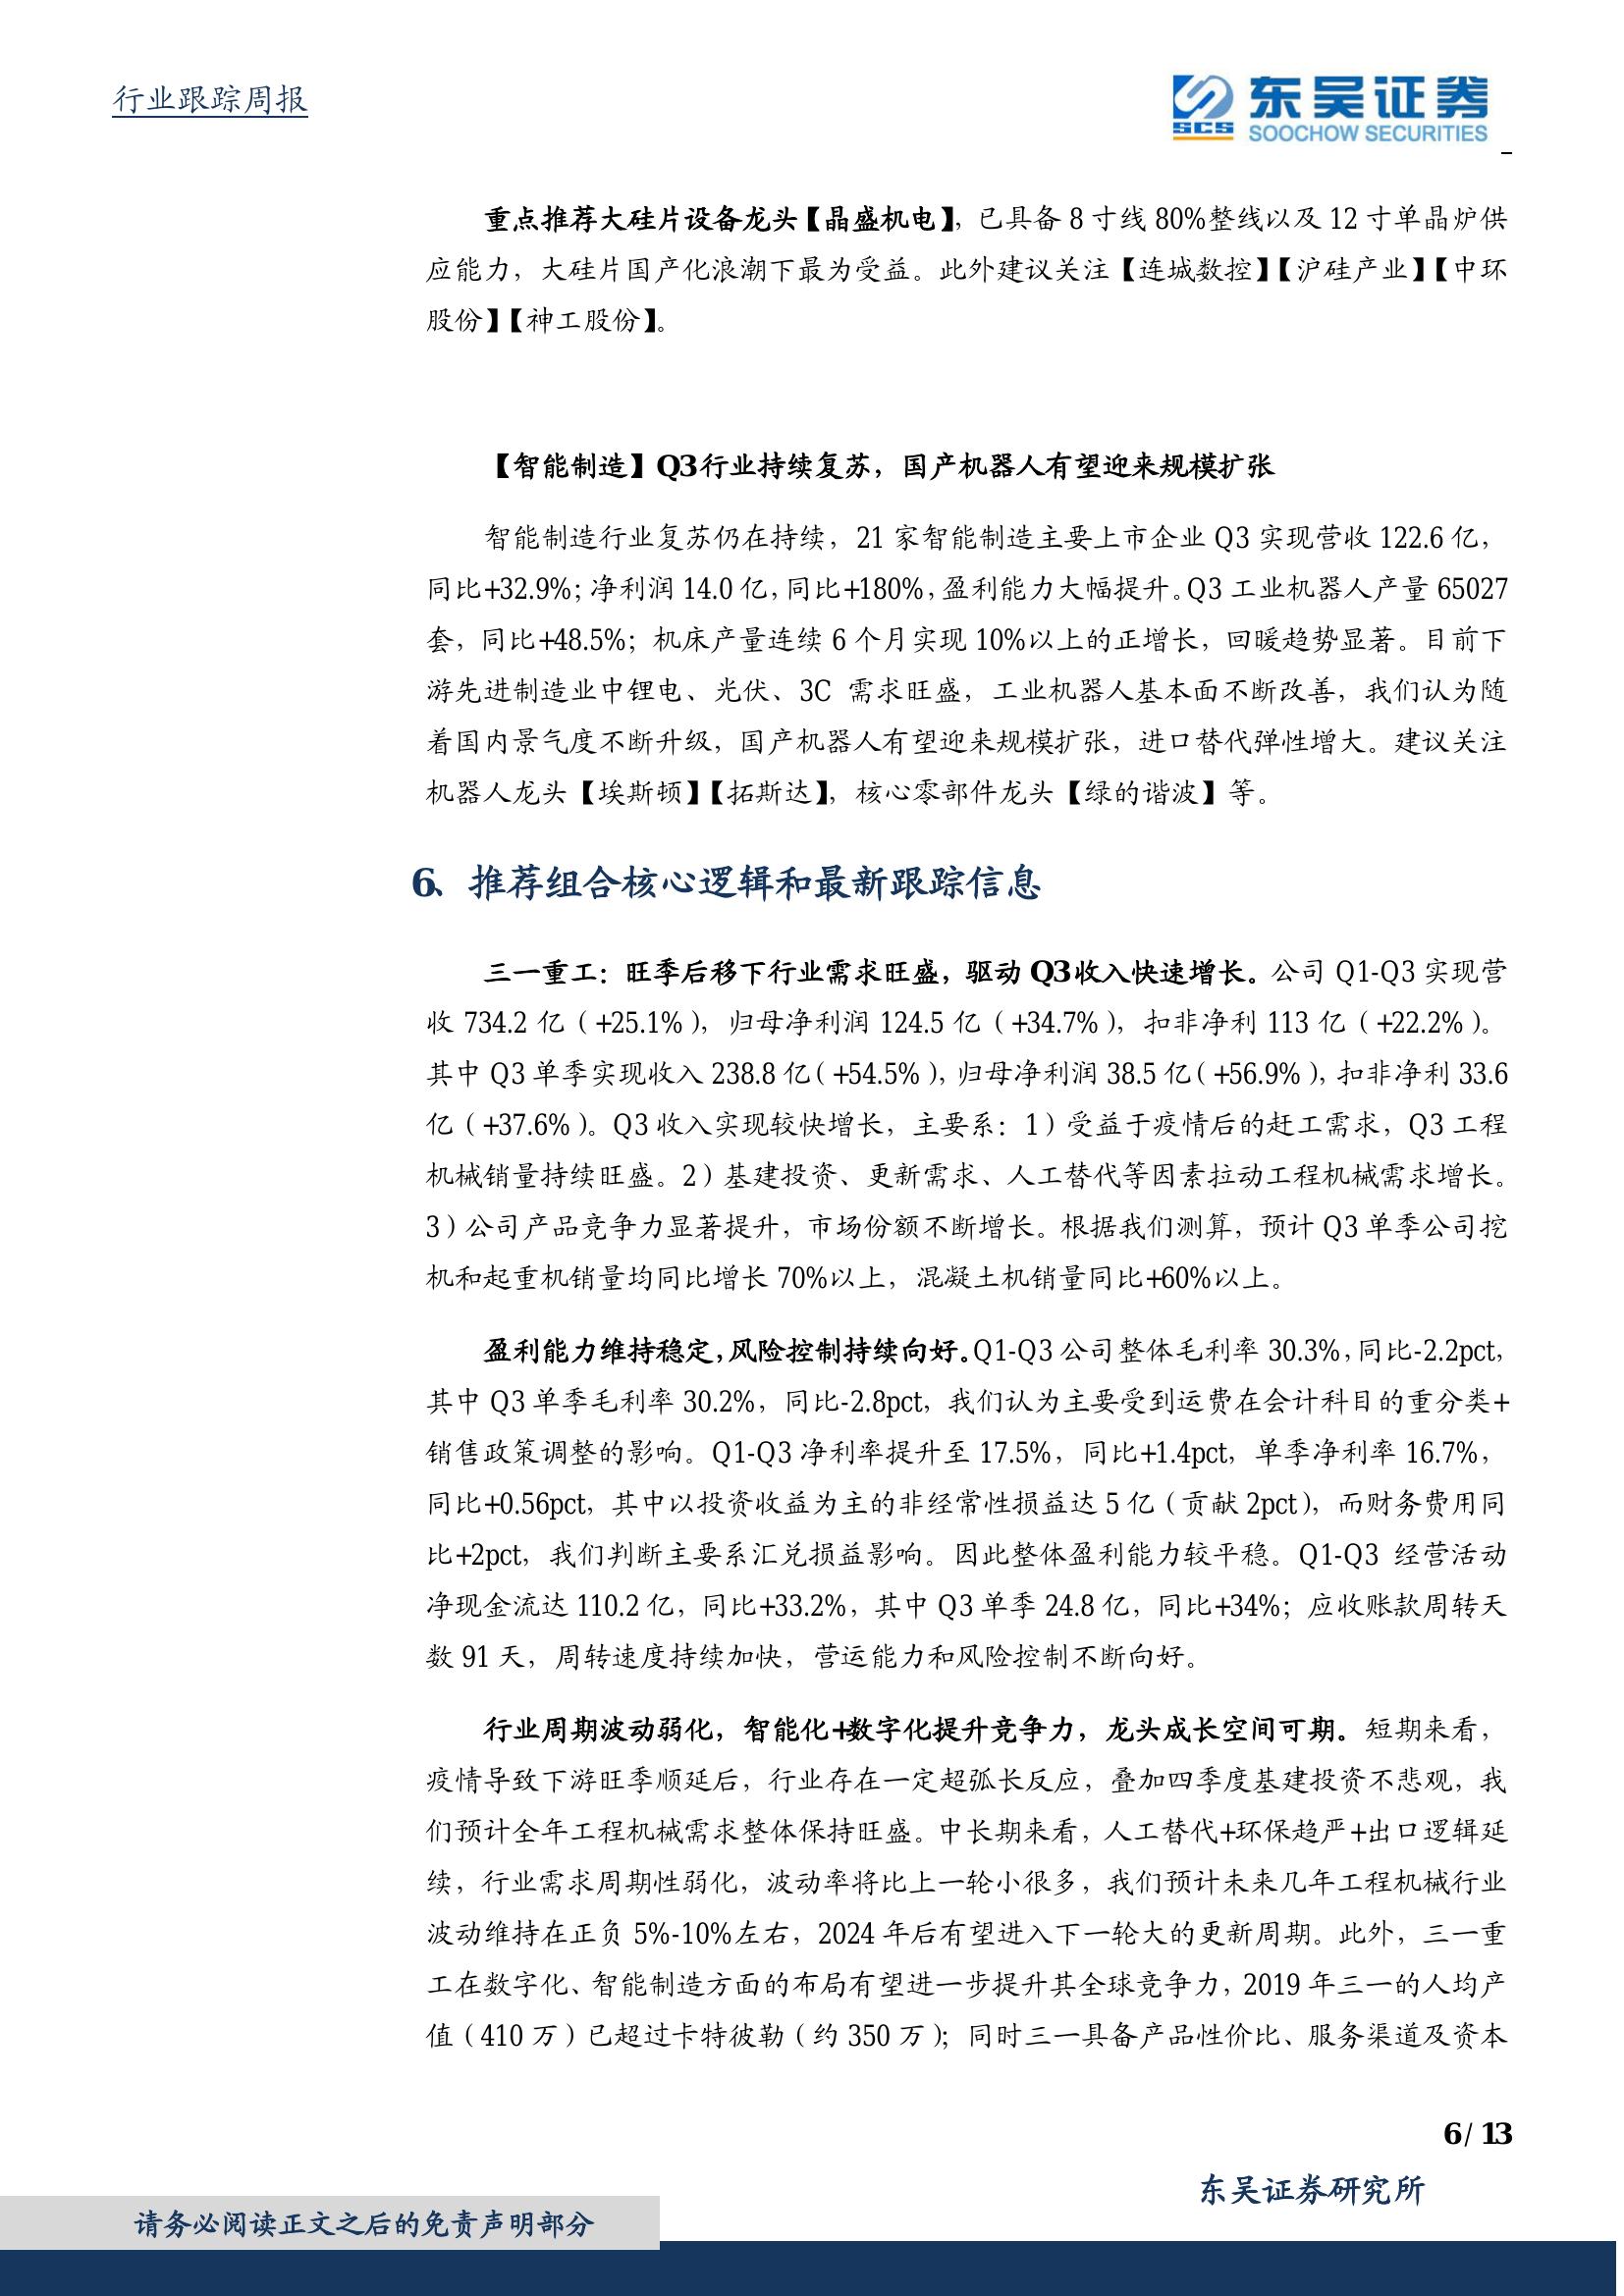 行业跟踪周报
SCS
东吴证券
SOOCHOW SECURITIES
重点推荐大硅片设备龙头【晶盛机电】，已具备 8 寸线 80%整线以及 12 寸单晶炉供
应能力，大硅片国产化浪潮下最为受益。此外建议关注【连城数控】【沪硅产业】【中环
股份】【神工股份】。
【智能制造】Q3 行业持续复苏，国产机器人有望迎来规模扩张
智能制造行业复苏仍在持续，21 家智能制造主要上市企业 Q3 实现营收 122.6 亿，
同比+32.9%；净利润 14.0 亿，同比+180%，盈利能力大幅提升。Q3 工业机器人产量 65027
套，同比+48.5%；机床产量连续 6 个月实现 10%以上的正增长，回暖趋势显著。目前下
游先进制造业中锂电、光伏、3C 需求旺盛，工业机器人基本面不断改善，我们认为随
着国内景气度不断升级，国产机器人有望迎来规模扩张，进口替代弹性增大。建议关注
机器人龙头【埃斯顿】【拓斯达】，核心零部件龙头【绿的谐波】等。
6、推荐组合核心逻辑和最新跟踪信息
三一重工：旺季后移下行业需求旺盛，驱动 Q3 收入快速增长。公司 Q1-Q3 实现营
收 734.2 亿（+25.1%），归母净利润 124.5 亿（+34.7%），扣非净利 113 亿（+22.2%）。
其中 Q3 单季实现收入 238.8 亿（+54.5%），归母净利润 38.5 亿（+56.9%），扣非净利 33.6
亿（+37.6%）。Q3 收入实现较快增长，主要系：1）受益于疫情后的赶工需求，Q3 工程
机械销量持续旺盛。2）基建投资、更新需求、人工替代等因素拉动工程机械需求增长。
3）公司产品竞争力显著提升，市场份额不断增长。根据我们测算，预计 Q3 单季公司挖
机和起重机销量均同比增长 70%以上，混凝土机销量同比+60%以上。
盈利能力维持稳定，风险控制持续向好。Q1-Q3 公司整体毛利率 30.3%，同比-2.2pct，
其中 Q3 单季毛利率 30.2%，同比-2.8pct，我们认为主要受到运费在会计科目的重分类+
销售政策调整的影响。Q1-Q3 净利率提升至 17.5%，同比+1.4pct，单季净利率 16.7%，
同比+0.56pct，其中以投资收益为主的非经常性损益达 5 亿（贡献 2pct），而财务费用同
比+2pct，我们判断主要系汇兑损益影响。因此整体盈利能力较平稳。Q1-Q3 经营活动
净现金流达 110.2 亿，同比+33.2%，其中 Q3 单季 24.8 亿，同比+34%；应收账款周转天
数 91 天，周转速度持续加快，营运能力和风险控制不断向好。
行业周期波动弱化，智能化+数字化提升竞争力，龙头成长空间可期。短期来看，
疫情导致下游旺季顺延后，行业存在一定超弧长反应，叠加四季度基建投资不悲观，我
们预计全年工程机械需求整体保持旺盛。中长期来看，人工替代+环保趋严+出口逻辑延
续，行业需求周期性弱化，波动率将比上一轮小很多，我们预计未来几年工程机械行业
波动维持在正负 5%-10%左右，2024 年后有望进入下一轮大的更新周期。此外，三一重
工在数字化、智能制造方面的布局有望进一步提升其全球竞争力，2019 年三一的人均产
值（410 万）已超过卡特彼勒（约 350 万）；同时三一具备产品性价比、服务渠道及资本
6 / 13
东吴证券研究所
请务必阅读正文之后的免责声明部分